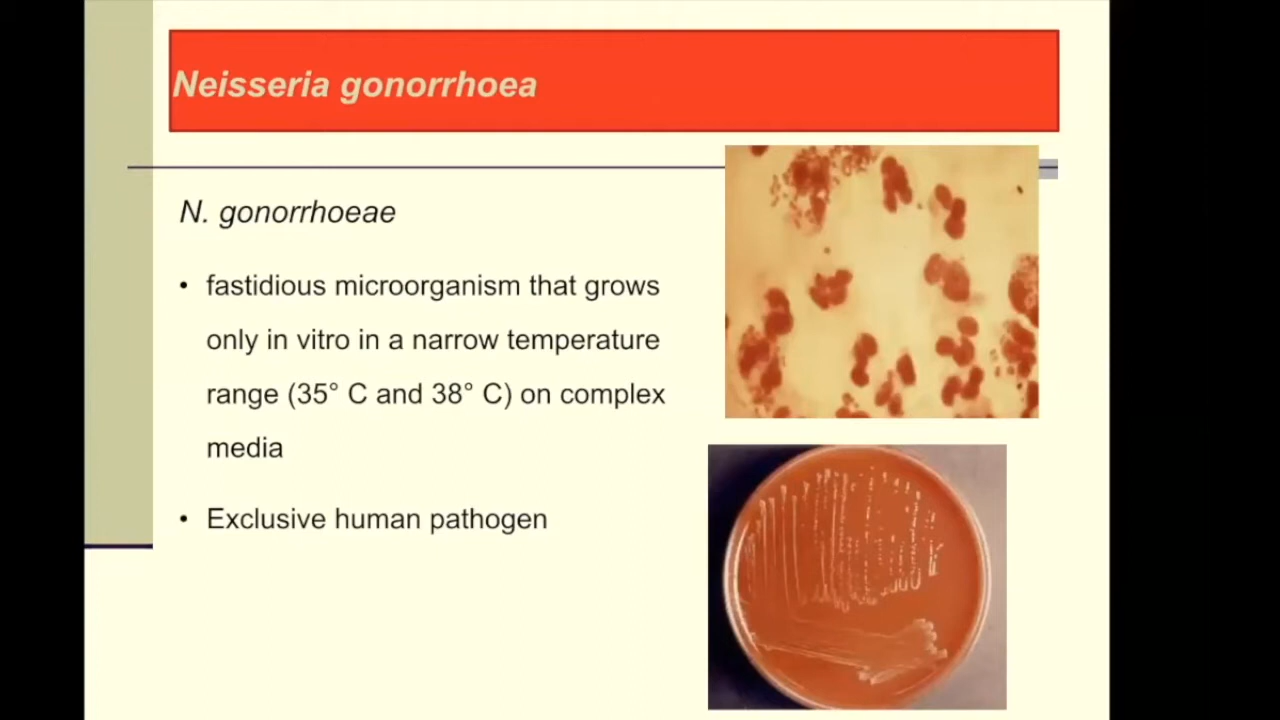 Neisseria gonorrhoea
N. gonorrhoeae
• fastidious microorganism that grows
only in vitro in a narrow temperature
range (35° C and 38° C) on complex
media
• Exclusive human pathogen